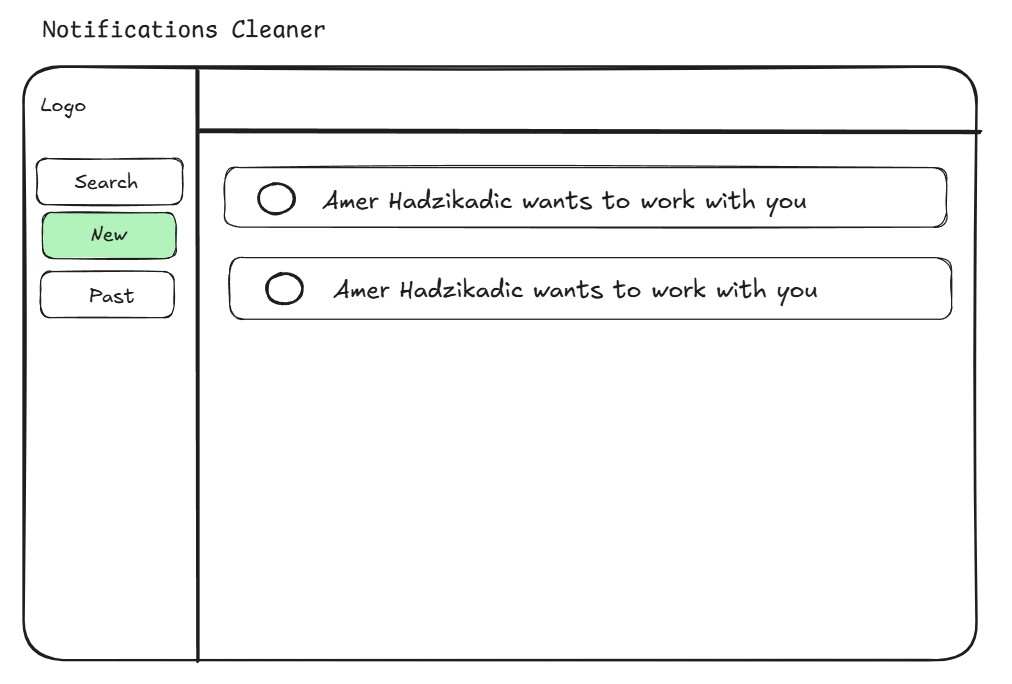 Notifications Cleaner
Logo
Search
New
Past
Amer Hadzikadic wants to work with you
Amer Hadzikadic wants to work with you